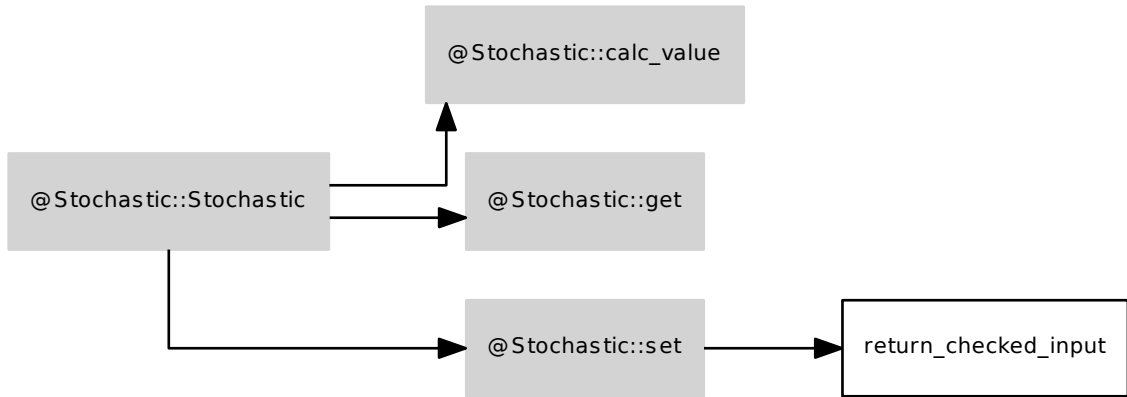 @Stochastic::calc_value
@Stochastic::Stochastic
@Stochastic::get
@Stochastic::set
return_checked_input